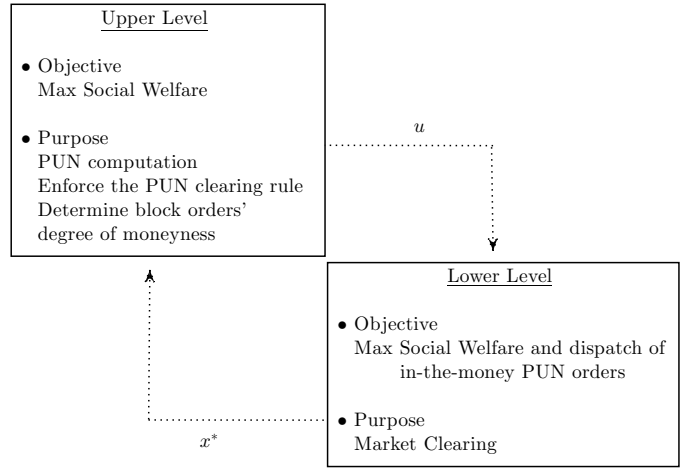 Upper Level
• Objective
Max Social Welfare
• Purpose
PUN computation
Enforce the PUN clearing rule
Determine block orders'
degree of moneyness
u
Lower Level
• Objective
Max Social Welfare and dispatch of
in-the-money PUN orders
• Purpose
Market Clearing
x*